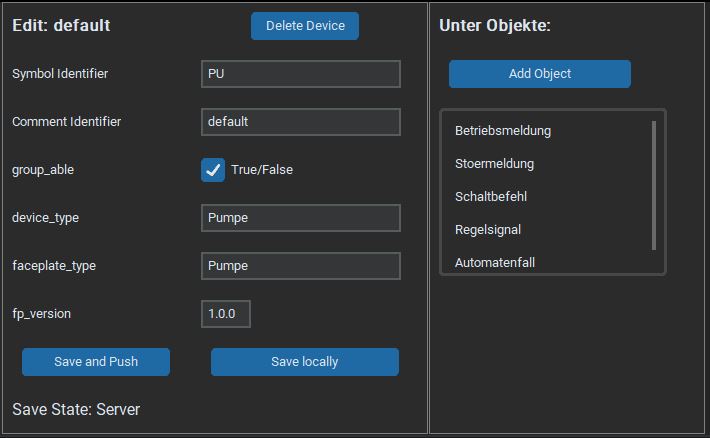 Edit: default
Delete Device
Symbol Identifier
PU
Comment Identifier
default
group_able
True/False
device_type
Pumpe
faceplate_type
Pumpe
fp_version
1.0.0
Save and Push
Save locally
Save State: Server
Unter Objekte:
Add Object
Betriebsmeldung
Stoermeldung
Schaltbefehl
Regelsignal
Automatenfall